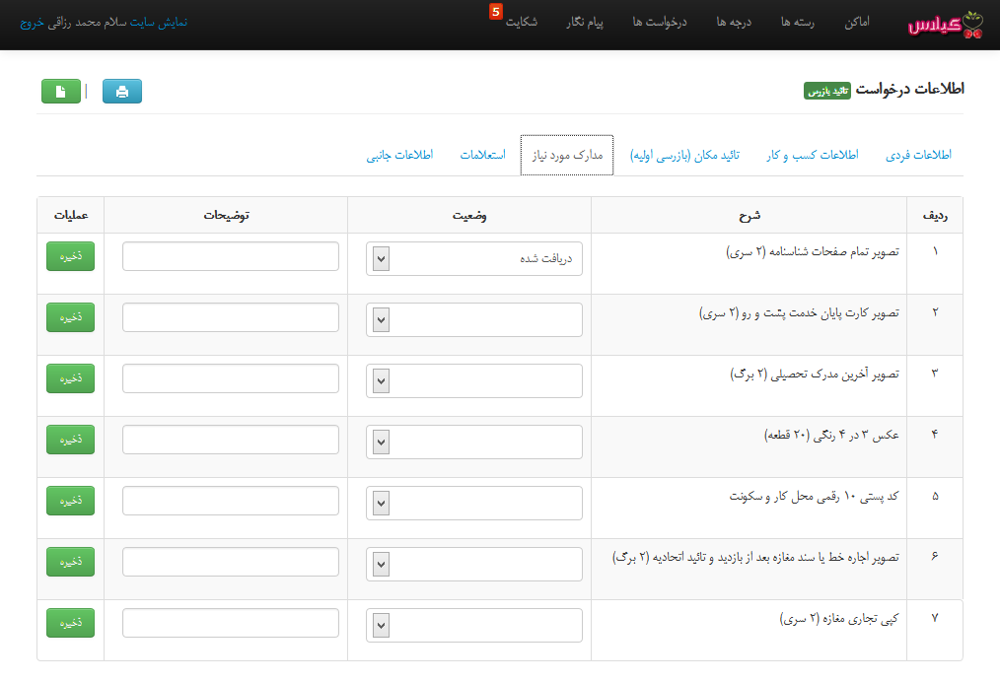 گیلاس اماکن رسته ها درجه ها درخواست ها پیام نگار شکایت 5 نمایش سایت سلام محمد رزاقی خروج
اطلاعات درخواست تائید بازرس |
اطلاعات فردی اطلاعات کسب و کار تائید مکان (بازرسی اولیه) مدارک مورد نیاز استعلامات اطلاعات جانبی
ردیف شرح وضعیت توضیحات عملیات
۱ تصویر تمام صفحات شناسنامه (۲ سری) دریافت شده ذخیره
۲ تصویر کارت پایان خدمت پشت و رو (۲ سری) ذخیره
۳ تصویر آخرین مدرک تحصیلی (۲ برگ) ذخیره
۴ عکس ۳ در ۴ رنگی (۲۰ قطعه) ذخیره
۵ کد پستی ۱۰ رقمی محل کار و سکونت ذخیره
۶ تصویر اجاره خط یا سند مغازه بعد از بازدید و تائید اتحادیه (۲ برگ) ذخیره
۷ کپی تجاری مغازه (۲ سری) ذخیره